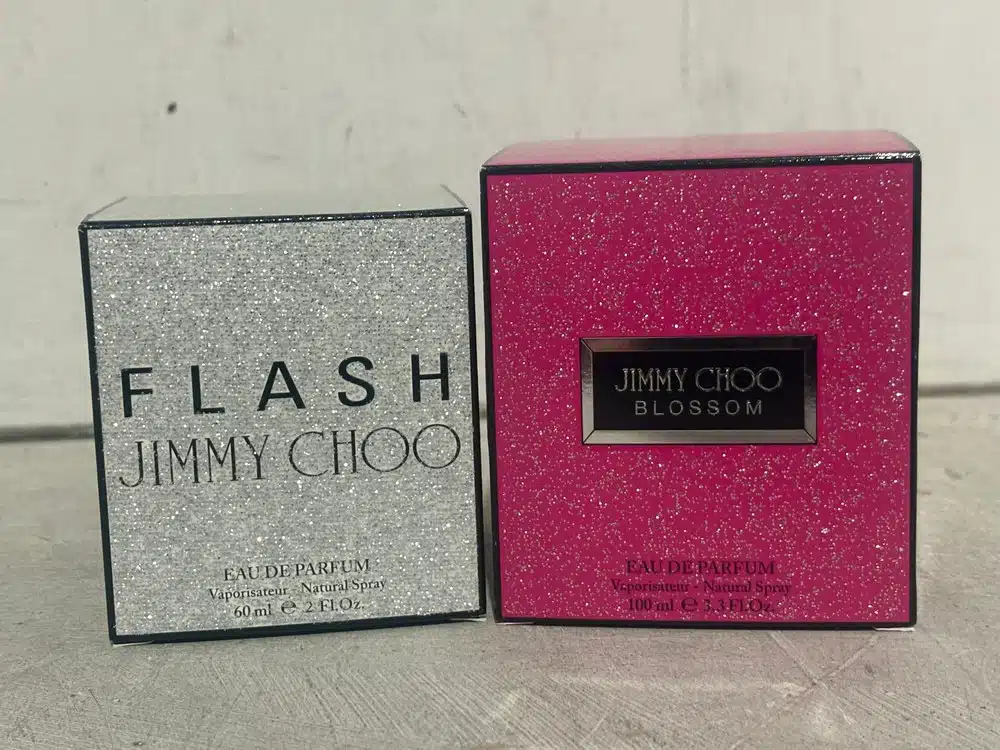 FLASH
JIMMY CHOO
EAU DE PARFUM
Vaporisateur - Natural Spray
60 ml ℮ 2 Fl.Oz.
JIMMY CHOO
BLOSSOM
EAU DE PARFUM
Vaporisateur - Natural Spray
100 ml ℮ 3.3 Fl.Oz.